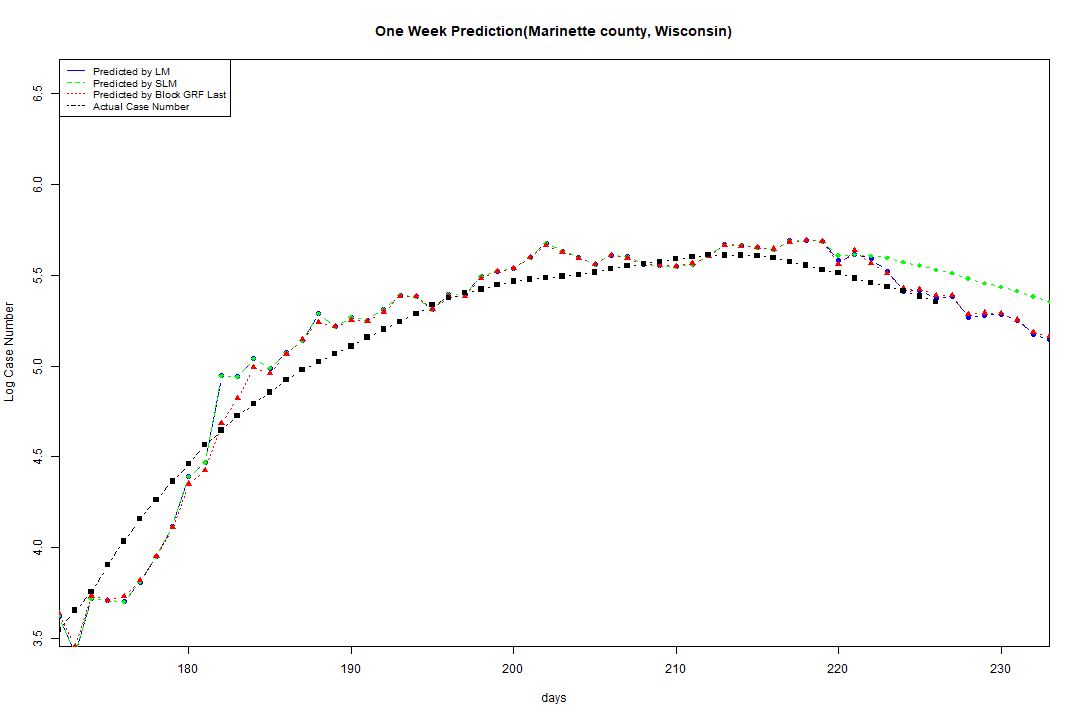 One Week Prediction(Marinette county, Wisconsin)
Predicted by LM
Predicted by SLM
Predicted by Block GRF Last
Actual Case Number
6.5
6.0
5.5
5.0
4.5
4.0
3.5
Log Case Number
180 190 200 210 220 230
days